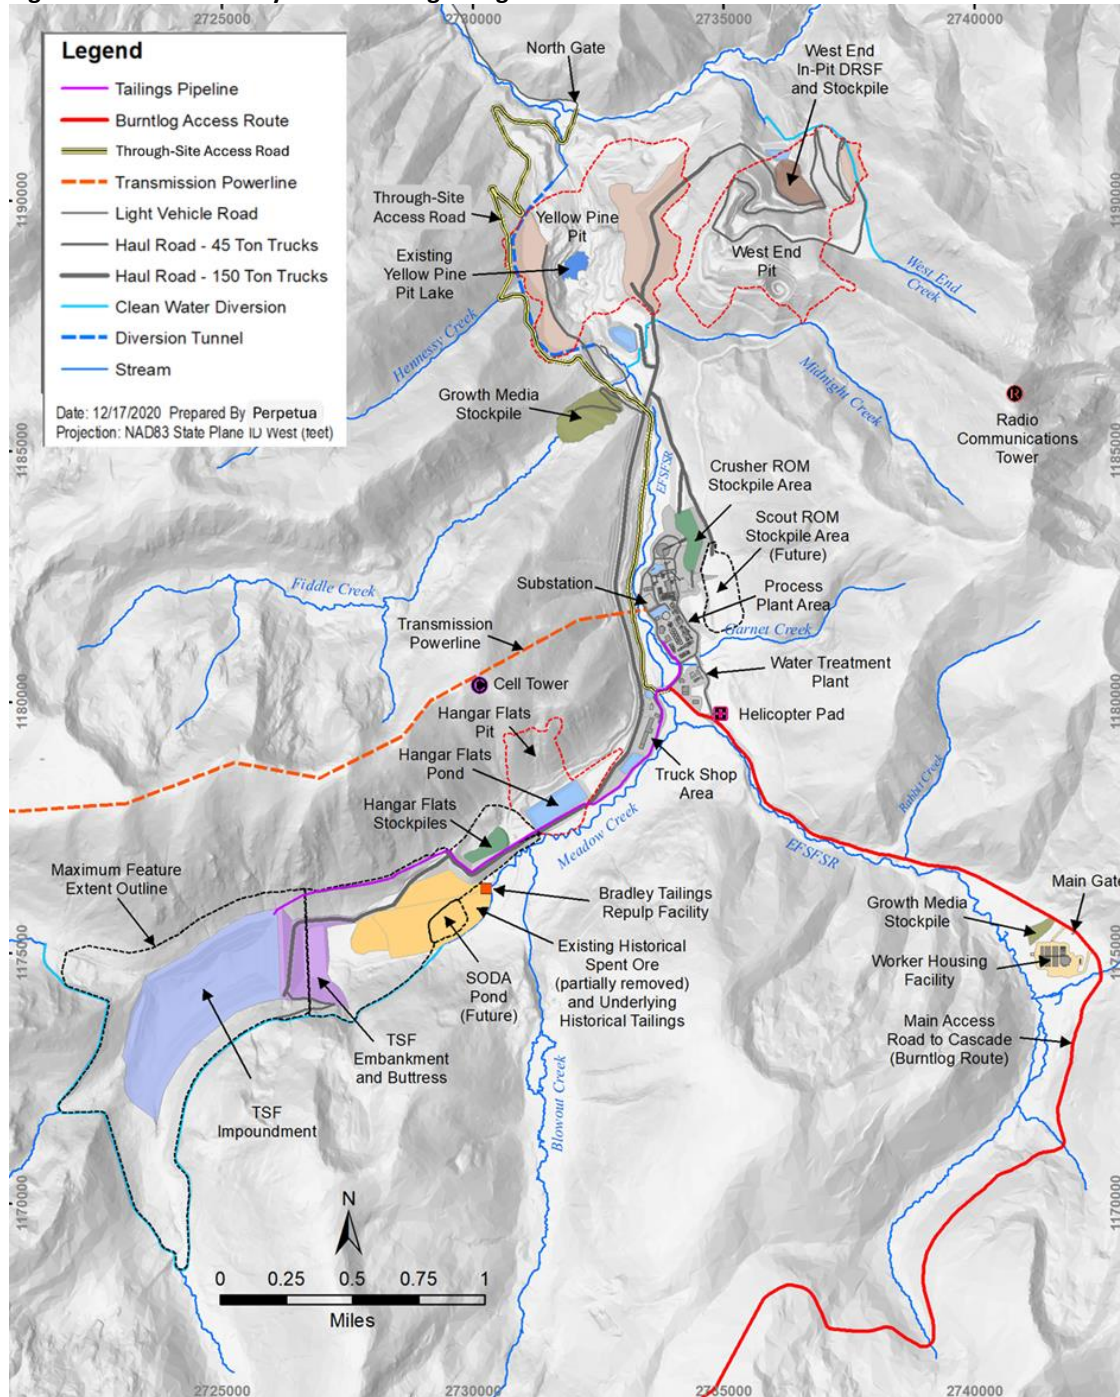 2725000
2730000
2735000
2740000
Legend
Tailings Pipeline
Burntlog Access Route
Through-Site Access Road
Transmission Powerline
Light Vehicle Road
Haul Road - 45 Ton Trucks
Haul Road - 150 Ton Trucks
Clean Water Diversion
Diversion Tunnel
Stream
Date: 12/17/2020 Prepared By Perpetua
Projection: NAD83 State Plane ID West (feet)
North Gate
West End
In-Pit DRSF
and Stockpile
1190000
1190000
Through-Site
Access Road
Yellow Pine
Pit
Existing
Yellow Pine
Pit Lake
West End
Pit
West End
Creek
Hennessy Creek
Midnight Creek
Growth Media
Stockpile
R
Radio
Communications
Tower
1185000
1185000
EFSFSR
Crusher ROM
Stockpile Area
Scout ROM
Stockpile Area
(Future)
Substation
Process
Plant Area
Fiddle Creek
Transmission
Powerline
Garnet Creek
Water Treatment
Plant
C Cell Tower
1180000
1180000
Hangar Flats
Pit
Helicopter Pad
Hangar Flats
Pond
Truck Shop
Area
Rabbit Creek
Hangar Flats
Stockpiles
Meadow Creek
EFSFSR
Maximum Feature
Extent Outline
Bradley Tailings
Repulp Facility
Main Gate
Growth Media
Stockpile
1175000
1175000
Existing Historical
Spent Ore
(partially removed)
and Underlying
Historical Tailings
Worker Housing
Facility
SODA
Pond
(Future)
Main Access
Road to Cascade
(Burntlog Route)
TSF
Embankment
and Buttress
TSF
Impoundment
Blowout Creek
1170000
1170000
N
0 0.25 0.5 0.75 1
Miles
2725000
2730000
2735000
2740000